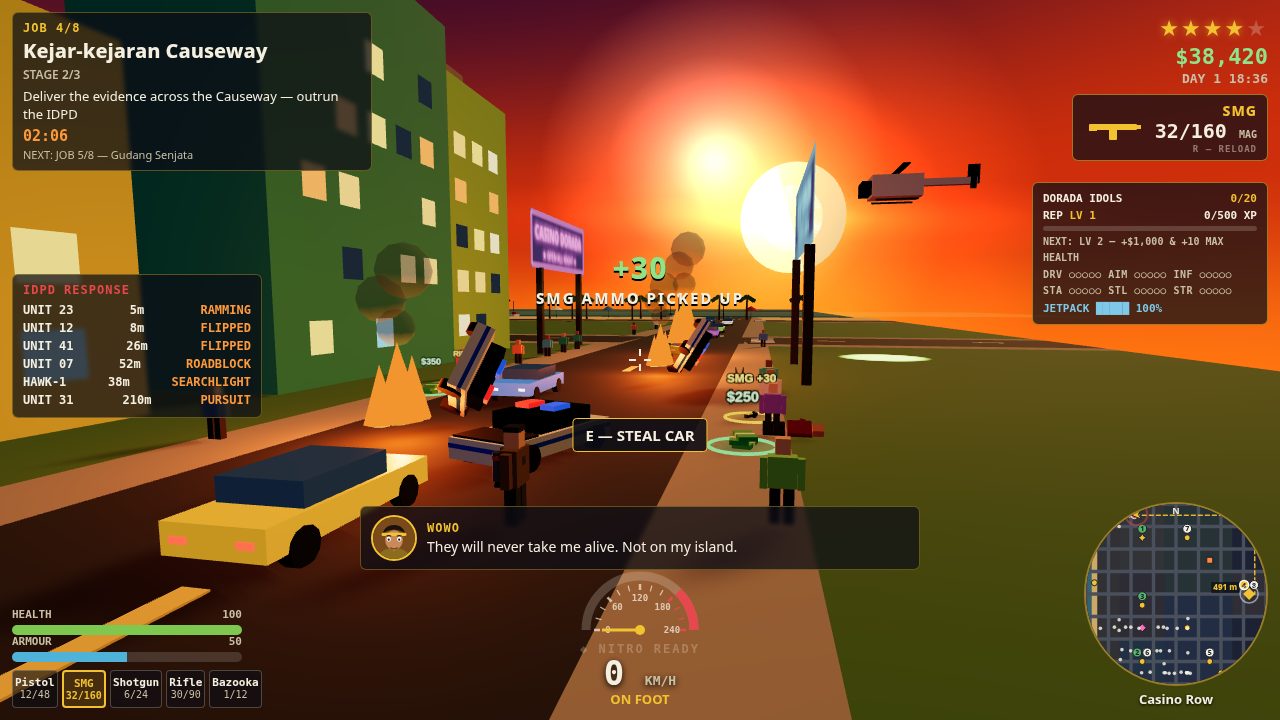 JOB 4/8
Kejar-kejaran Causeway
STAGE 2/3
Deliver the evidence across the Causeway — outrun
the IDPD
02:06
NEXT: JOB 5/8 — Gudang Senjata
★★★★★
$38,420
DAY 1 18:36
SMG
32/160 MAG
R — RELOAD
DORADA IDOLS 0/20
REP LV 1 0/500 XP
NEXT: LV 2 — +$1,000 & +10 MAX
HEALTH
DRV ○○○○○ AIM ○○○○○ INF ○○○○○
STA ○○○○○ STL ○○○○○ STR ○○○○○
JETPACK █████ 100%
IDPD RESPONSE
UNIT 23 5m RAMMING
UNIT 12 8m FLIPPED
UNIT 41 26m FLIPPED
UNIT 07 52m ROADBLOCK
HAWK-1 38m SEARCHLIGHT
UNIT 31 210m PURSUIT
CASINO DORADA
+30
SMG AMMO PICKED UP
$350
SMG +30
$250
E — STEAL CAR
WOWO
They will never take me alive. Not on my island.
HEALTH 100
ARMOUR 50
Pistol
12/48
SMG
32/160
Shotgun
6/24
Rifle
30/90
Bazooka
1/12
0 60 120 180 240
NITRO READY
0 KM/H
ON FOOT
N
491 m
Casino Row